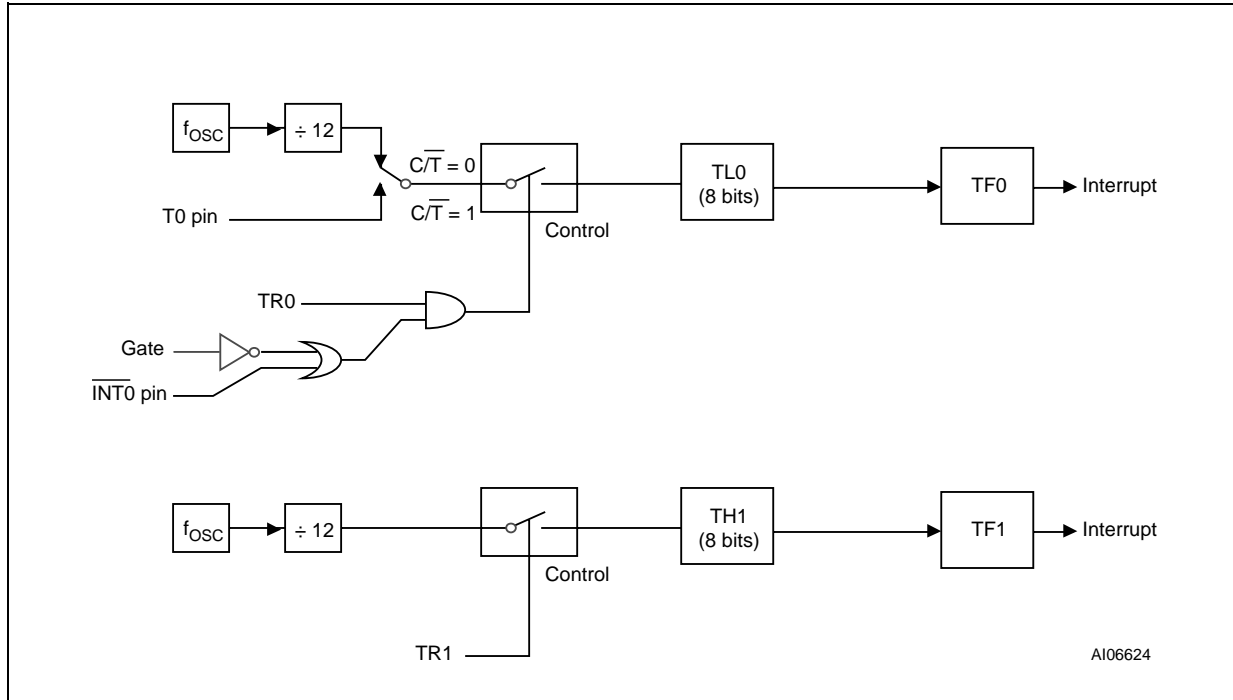 fOSC
÷ 12
C/T̅ = 0
C/T̅ = 1
T0 pin
Control
TL0
(8 bits)
TF0
Interrupt
TR0
Gate
I̅N̅T̅0̅ pin
fOSC
÷ 12
Control
TH1
(8 bits)
TF1
Interrupt
TR1
AI06624